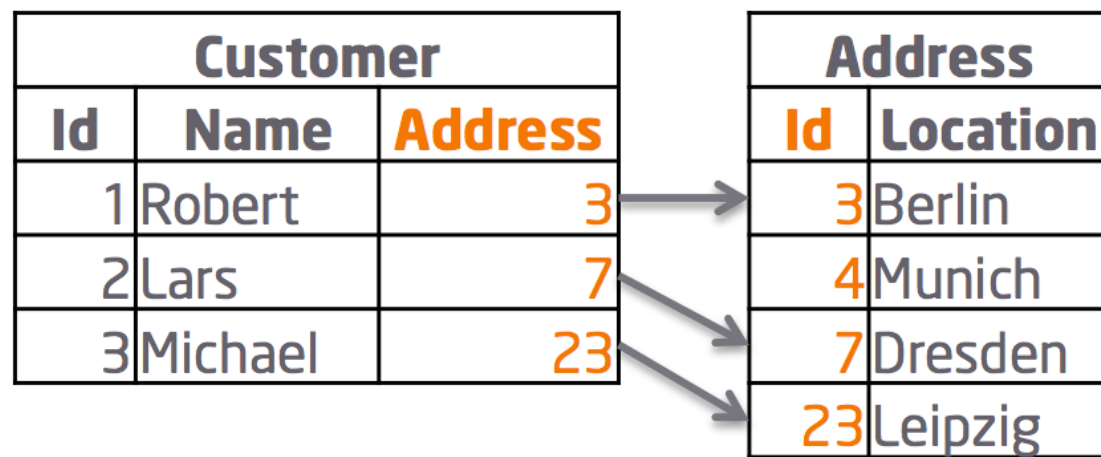 Customer
Id Name Address
1 Robert 3
2 Lars 7
3 Michael 23
Address
Id Location
3 Berlin
4 Munich
7 Dresden
23 Leipzig